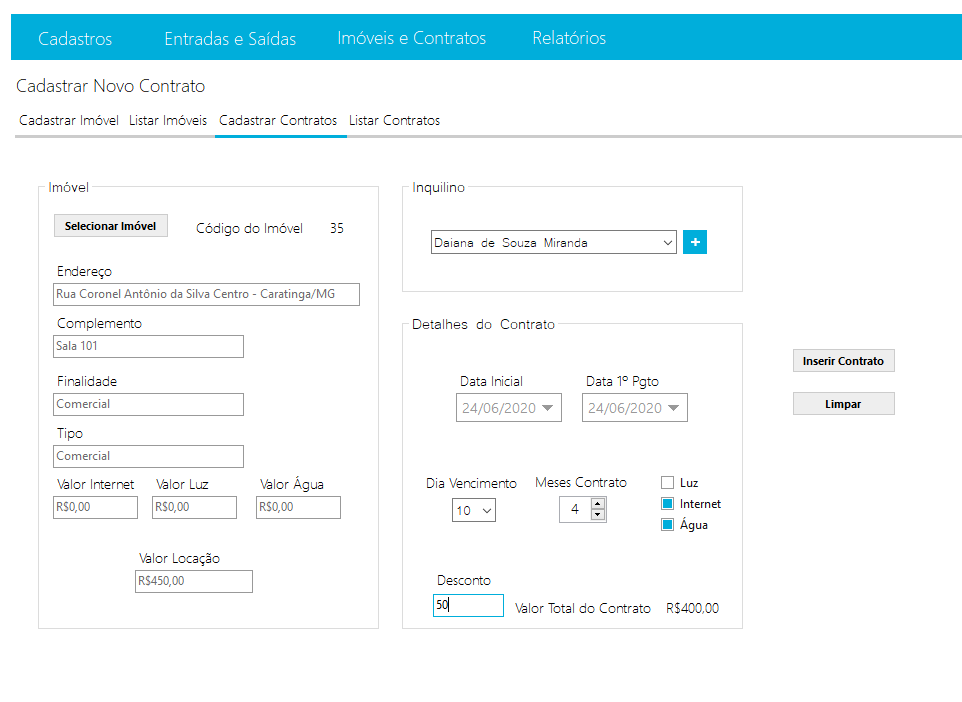 Cadastros Entradas e Saídas Imóveis e Contratos Relatórios
Cadastrar Novo Contrato
Cadastrar Imóvel Listar Imóveis Cadastrar Contratos Listar Contratos
Imóvel
Selecionar Imóvel Código do Imóvel 35
Endereço
Rua Coronel Antônio da Silva Centro - Caratinga/MG
Complemento
Sala 101
Finalidade
Comercial
Tipo
Comercial
Valor Internet Valor Luz Valor Água
R$0,00 R$0,00 R$0,00
Valor Locação
R$450,00
Inquilino
Daiana de Souza Miranda +
Detalhes do Contrato
Data Inicial Data 1º Pgto
24/06/2020 24/06/2020
Dia Vencimento Meses Contrato
10 4
Luz
Internet
Água
Desconto
50 Valor Total do Contrato R$400,00
Inserir Contrato
Limpar